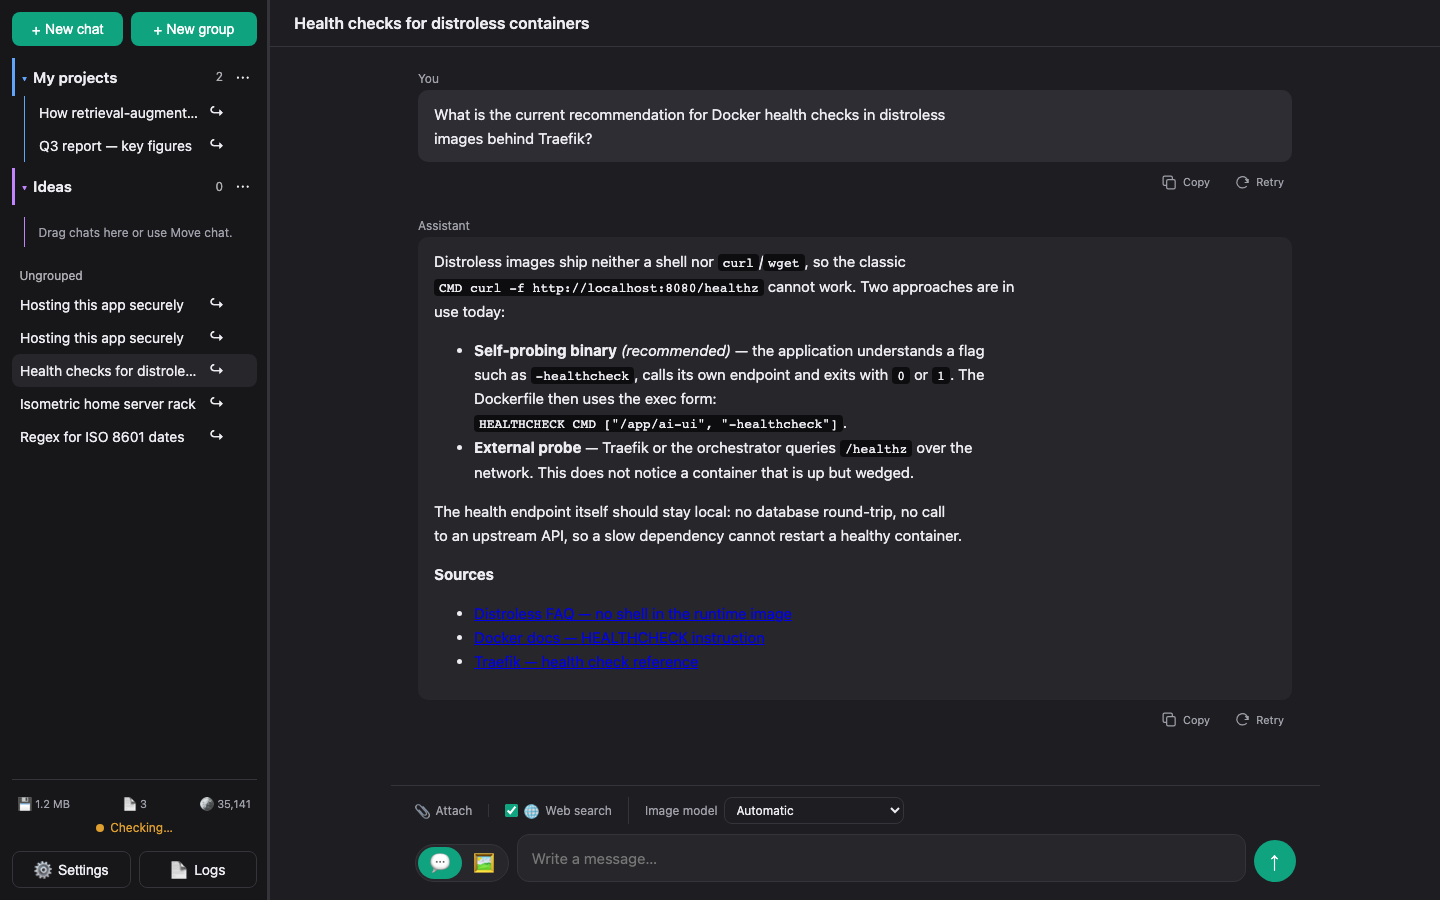 + New chat
+ New group
My projects 2 ...
How retrieval-augment...
Q3 report — key figures
Ideas 0 ...
Drag chats here or use Move chat.
Ungrouped
Hosting this app securely
Hosting this app securely
Health checks for distrole...
Isometric home server rack
Regex for ISO 8601 dates
1.2 MB 3 35,141
Checking...
Settings
Logs
Health checks for distroless containers
You
What is the current recommendation for Docker health checks in distroless
images behind Traefik?
Copy Retry
Assistant
Distroless images ship neither a shell nor curl/wget, so the classic
CMD curl -f http://localhost:8080/healthz cannot work. Two approaches are in
use today:
• Self-probing binary (recommended) — the application understands a flag
such as -healthcheck, calls its own endpoint and exits with 0 or 1. The
Dockerfile then uses the exec form:
HEALTHCHECK CMD ["/app/ai-ui", "-healthcheck"].
• External probe — Traefik or the orchestrator queries /healthz over the
network. This does not notice a container that is up but wedged.
The health endpoint itself should stay local: no database round-trip, no call
to an upstream API, so a slow dependency cannot restart a healthy container.
Sources
• Distroless FAQ — no shell in the runtime image
• Docker docs — HEALTHCHECK instruction
• Traefik — health check reference
Copy Retry
Attach Web search Image model Automatic
Write a message...